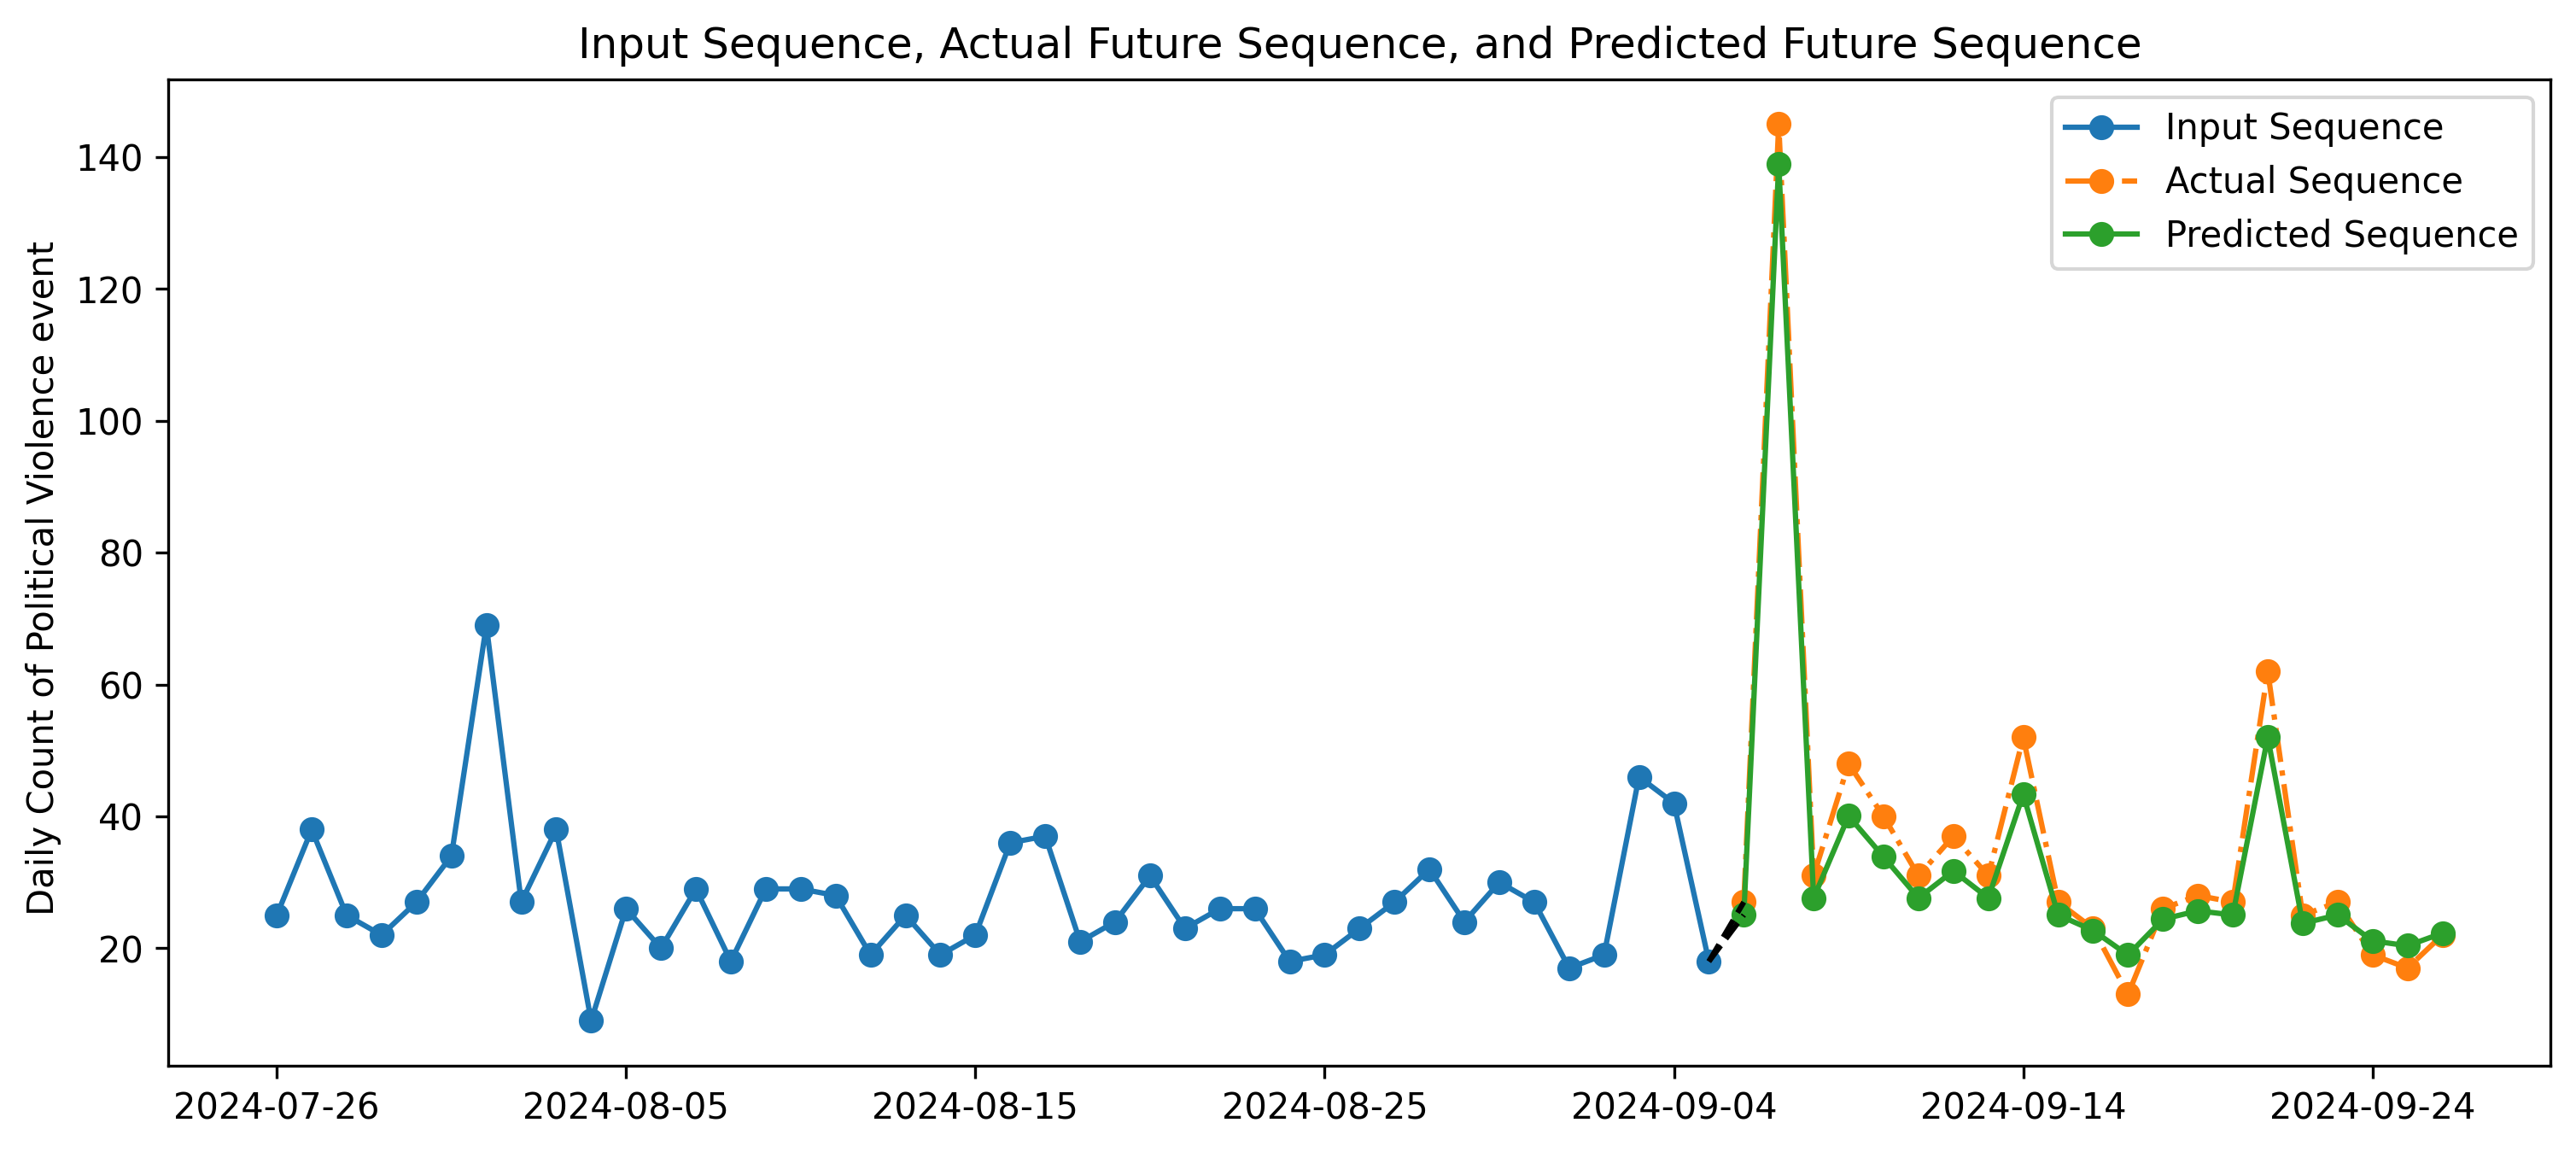 Input Sequence, Actual Future Sequence, and Predicted Future Sequence
Input Sequence
Actual Sequence
Predicted Sequence
Daily Count of Political Violence event
140
120
100
80
60
40
20
2024-07-26 2024-08-05 2024-08-15 2024-08-25 2024-09-04 2024-09-14 2024-09-24